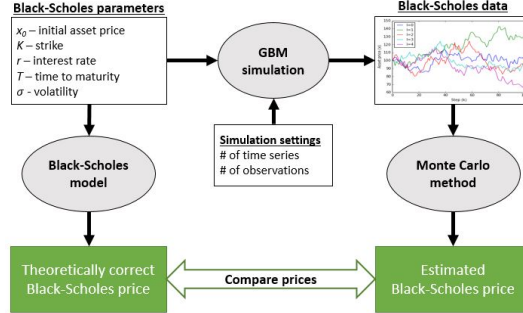 Black-Scholes parameters
x₀ – initial asset price
K – strike
r – interest rate
T – time to maturity
σ - volatility
GBM
simulation
Black-Scholes data
Simulation settings
# of time series
# of observations
Black-Scholes
model
Monte Carlo
method
Theoretically correct
Black-Scholes price
Compare prices
Estimated
Black-Scholes price